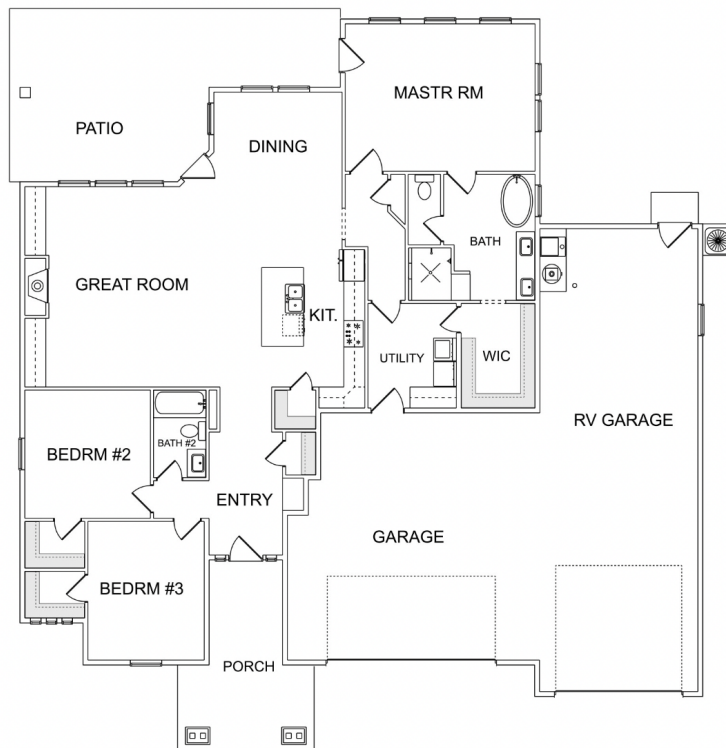 MASTR RM
PATIO
DINING
BATH
GREAT ROOM
KIT.
UTILITY
WIC
RV GARAGE
BATH #2
BEDRM #2
ENTRY
GARAGE
BEDRM #3
PORCH